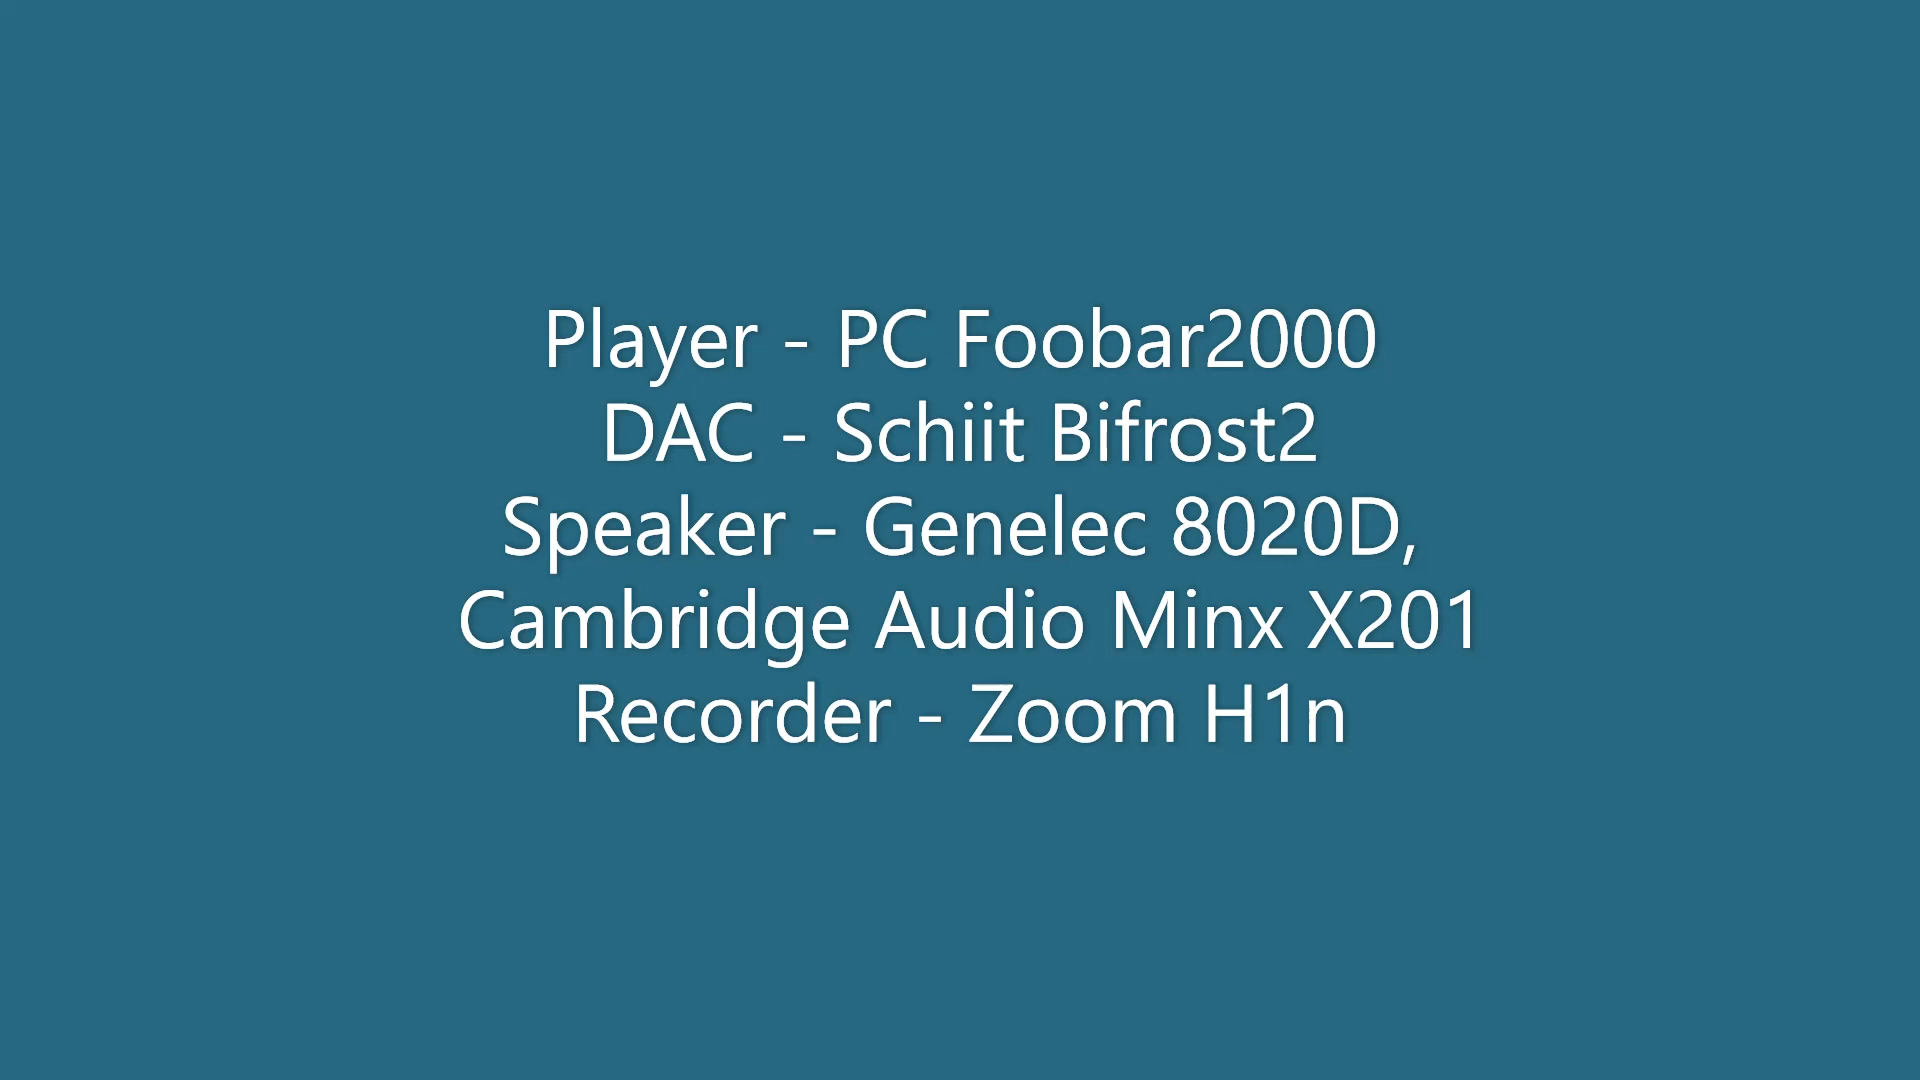 Player - PC Foobar2000
DAC - Schiit Bifrost2
Speaker - Genelec 8020D,
Cambridge Audio Minx X201
Recorder - Zoom H1n